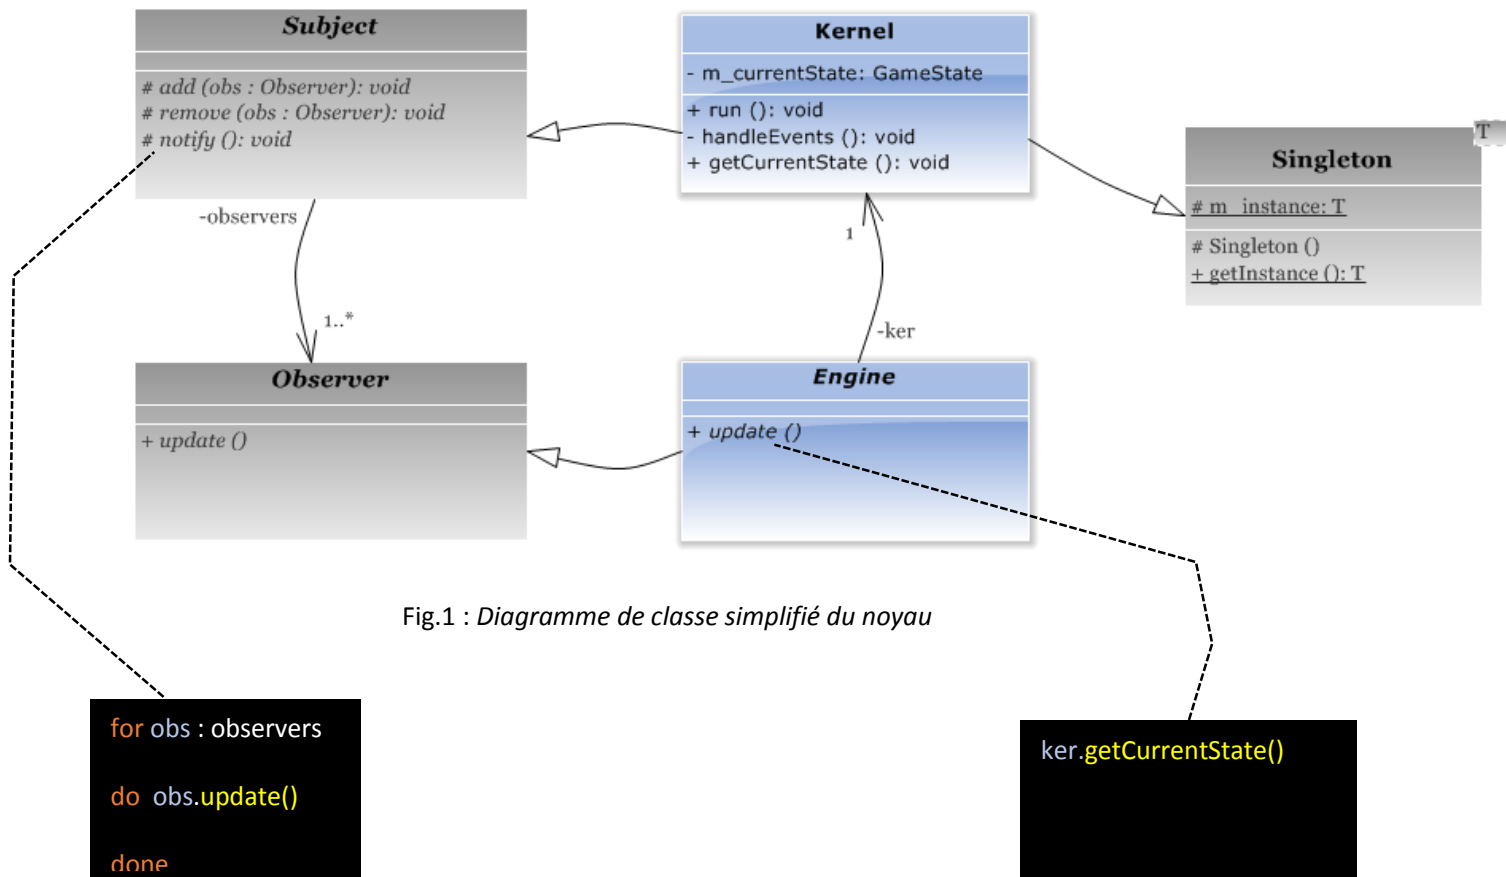 Subject
# add (obs : Observer): void
# remove (obs : Observer): void
# notify (): void
Kernel
- m_currentState: GameState
+ run (): void
- handleEvents (): void
+ getCurrentState (): void
T
Singleton
# m_instance: T
# Singleton ()
+ getInstance (): T
-observers
1..*
1
-ker
Observer
+ update ()
Engine
+ update ()
Fig.1 : Diagramme de classe simplifié du noyau
for obs : observers
do obs.update()
done
ker.getCurrentState()